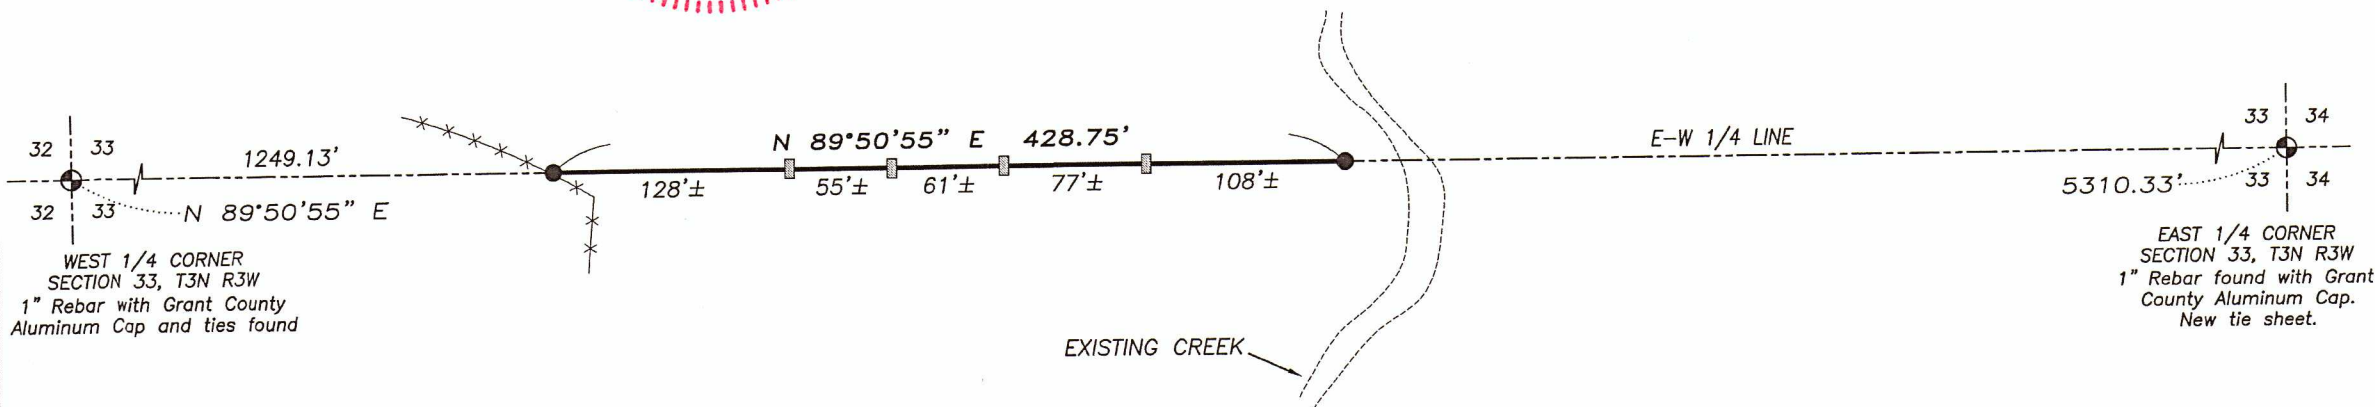 32 33
1249.13'
N 89°50'55" E 428.75'
E-W 1/4 LINE
33 34
128'± 55'± 61'± 77'± 108'±
32 33
N 89°50'55" E
5310.33'
33 34
WEST 1/4 CORNER
SECTION 33, T3N R3W
1" Rebar with Grant County
Aluminum Cap and ties found
EAST 1/4 CORNER
SECTION 33, T3N R3W
1" Rebar found with Grant
County Aluminum Cap.
New tie sheet.
EXISTING CREEK